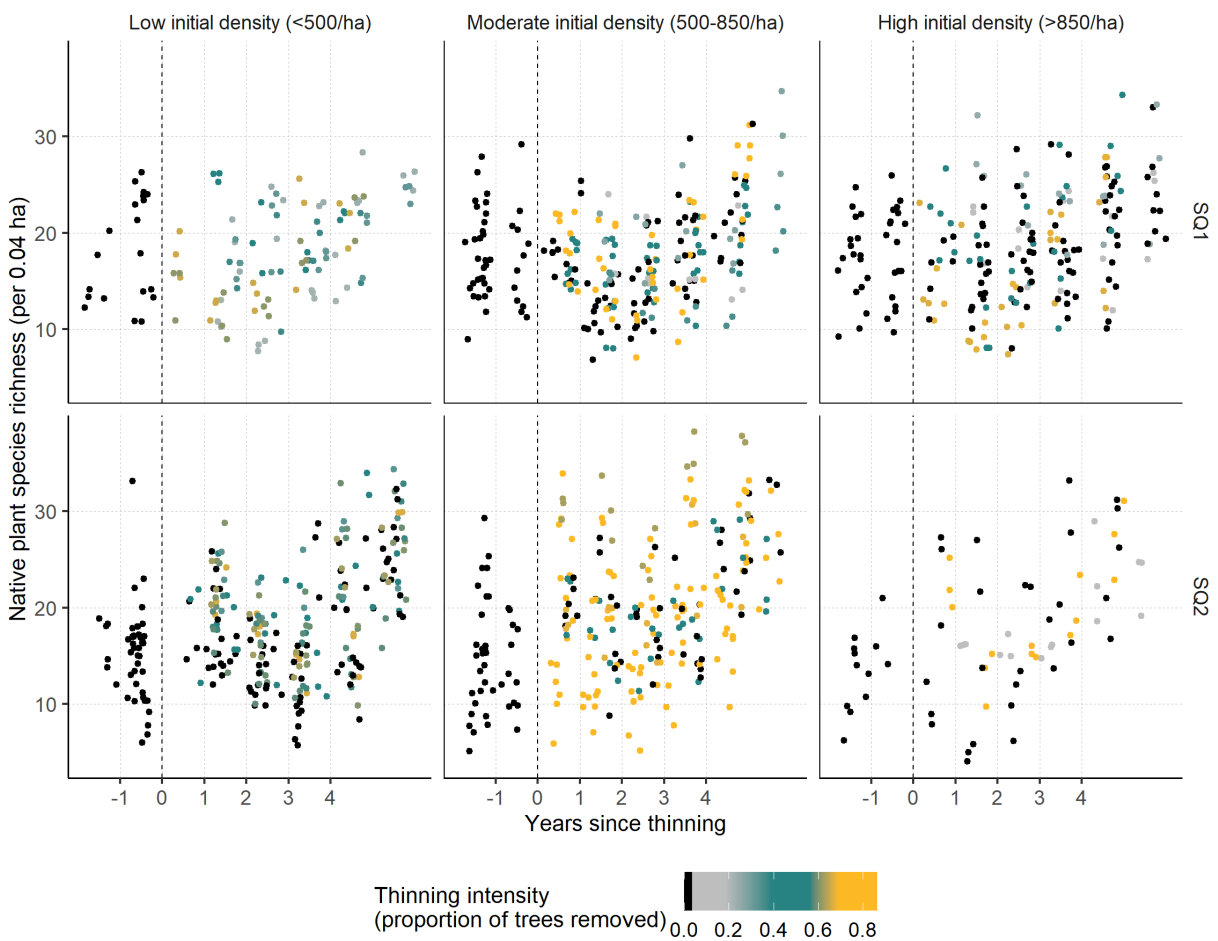 Low initial density (<500/ha)
Moderate initial density (500-850/ha)
High initial density (>850/ha)
Native plant species richness (per 0.04 ha)
30
20
10
SQ1
30
20
10
SQ2
-1 0 1 2 3 4
-1 0 1 2 3 4
-1 0 1 2 3 4
Years since thinning
Thinning intensity
(proportion of trees removed)
0.0 0.2 0.4 0.6 0.8